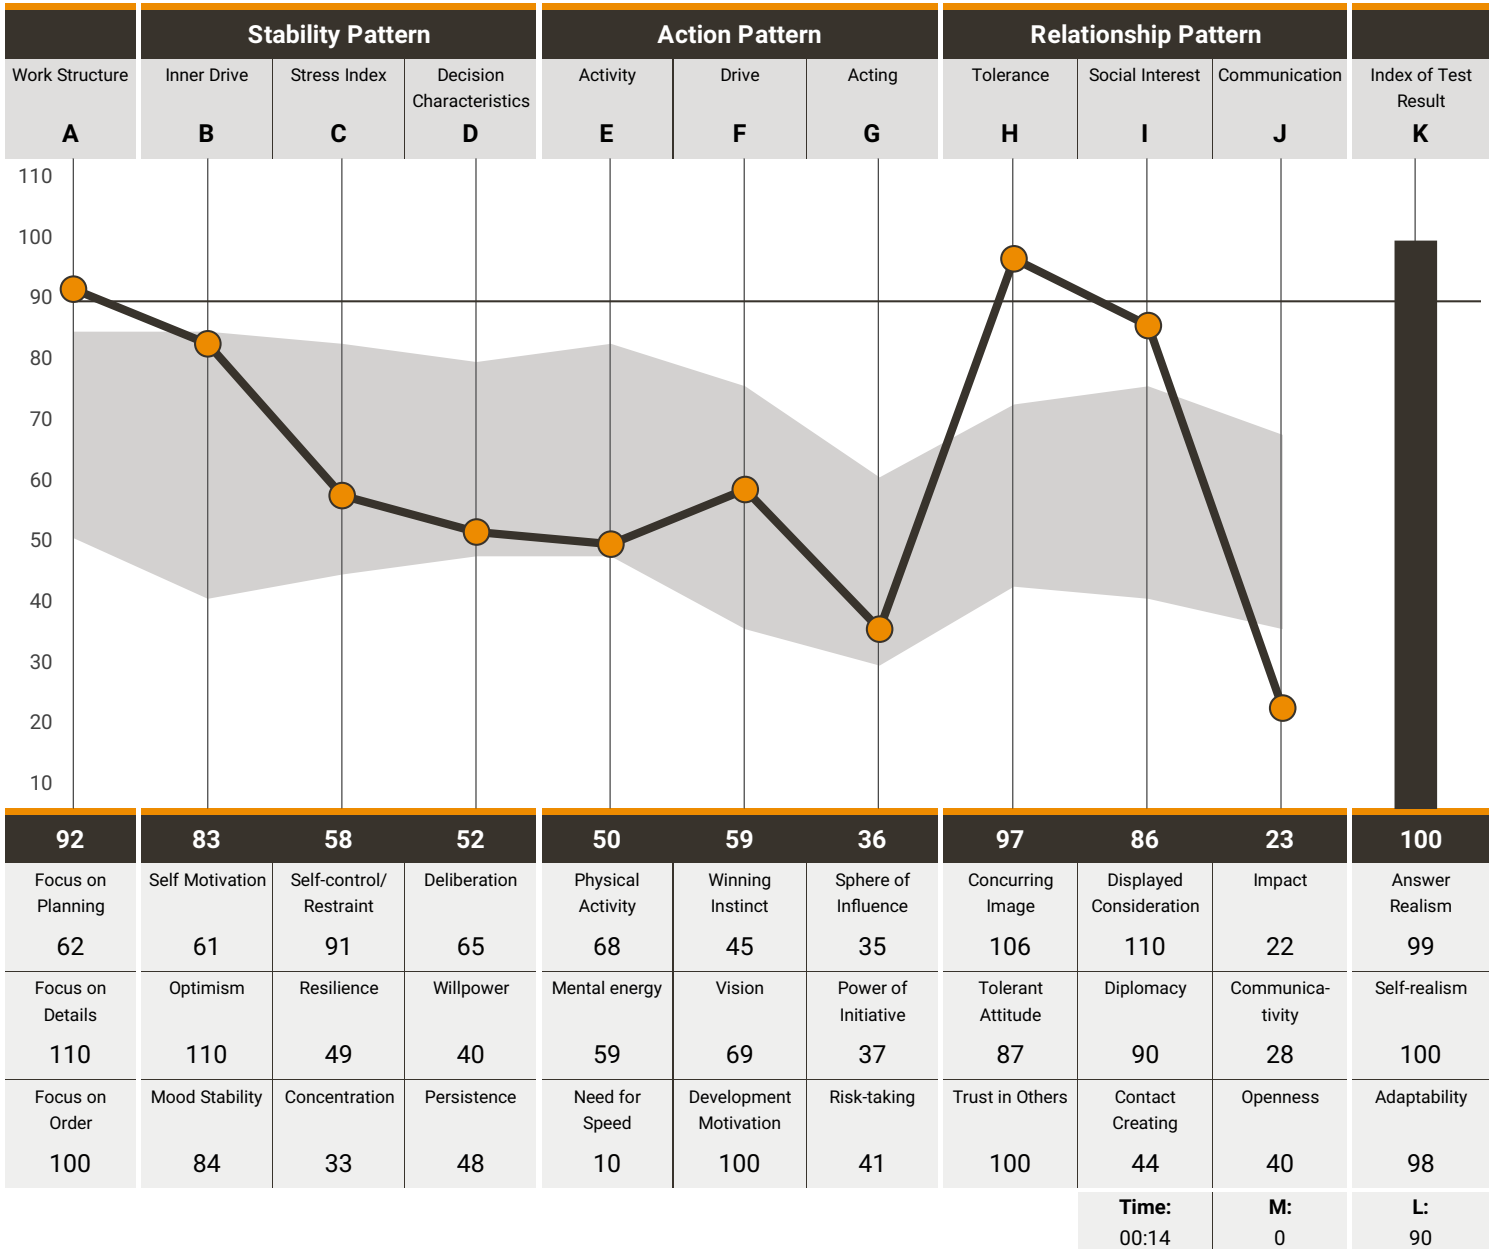 Stability Pattern Action Pattern Relationship Pattern
Work Structure Inner Drive Stress Index Decision Activity Drive Acting Tolerance Social Interest Communication Index of Test
Characteristics Result
A B C D E F G H I J K
110
100
90
80
70
60
50
40
30
20
10
92 83 58 52 50 59 36 97 86 23 100
Focus on Self Motivation Self-control/ Deliberation Physical Winning Sphere of Concurring Displayed Impact Answer
Planning Restraint Activity Instinct Influence Image Consideration Realism
62 61 91 65 68 45 35 106 110 22 99
Focus on Optimism Resilience Willpower Mental energy Vision Power of Tolerant Diplomacy Communica- Self-realism
Details Initiative Attitude tivity
110 110 49 40 59 69 37 87 90 28 100
Focus on Mood Stability Concentration Persistence Need for Development Risk-taking Trust in Others Contact Openness Adaptability
Order Speed Motivation Creating
100 84 33 48 10 100 41 100 44 40 98
Time: M: L:
00:14 0 90